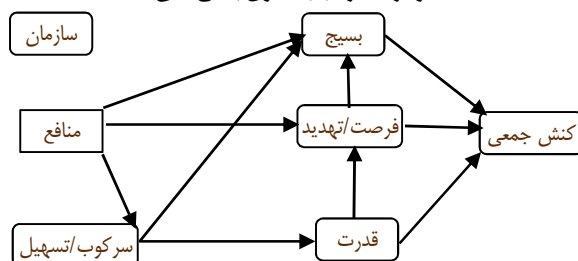 بسیج
سازمان
فرصت/تهدید
منافع
کنش جمعی
قدرت
سرکوب/تسهیل